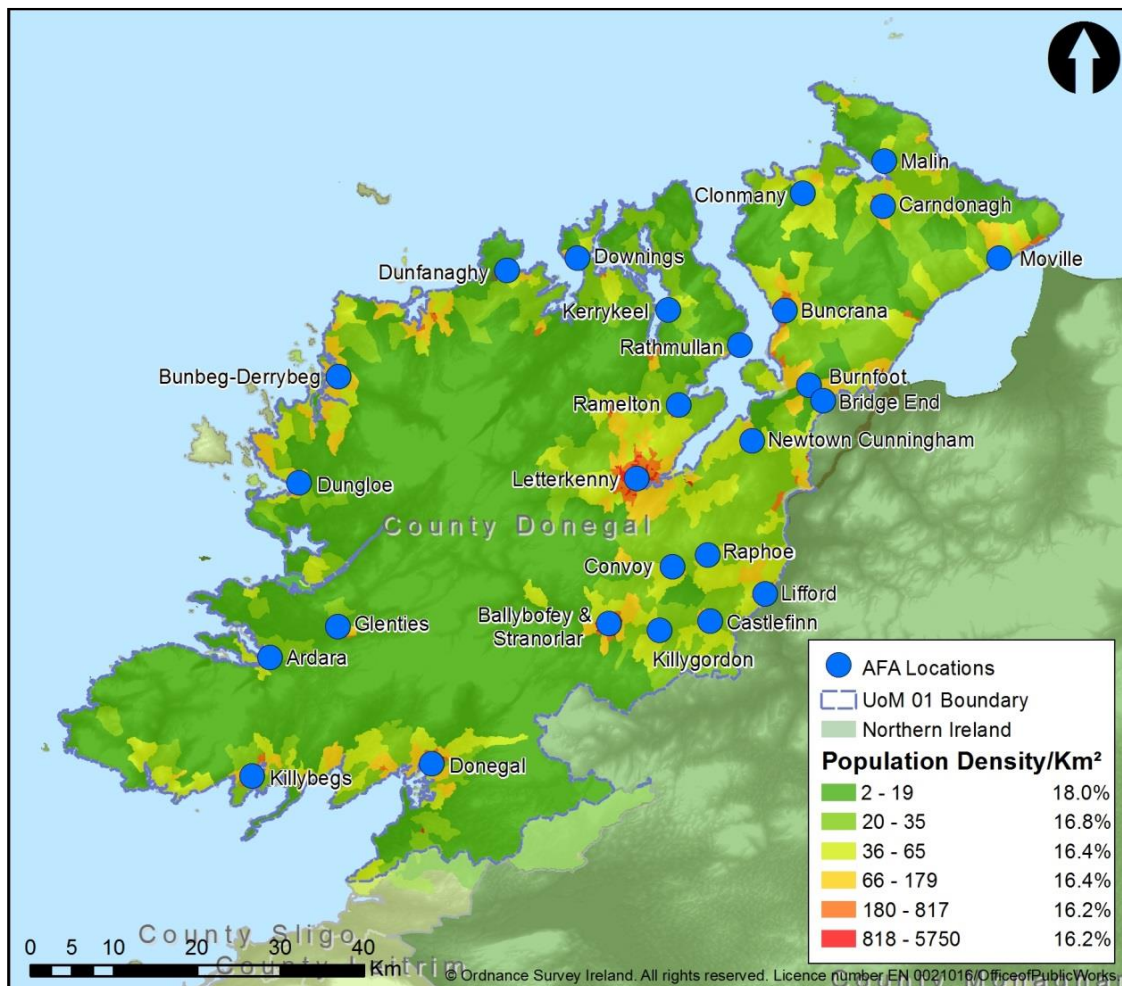 Malin
Clonmany
Carndonagh
Downings
Moville
Dunfanaghy
Kerrykeel
Buncrana
Rathmullan
Bunbeg-Derrybeg
Burnfoot
Bridge End
Ramelton
Newtown Cunningham
Letterkenny
Dungloe
County Donegal
Raphoe
Convoy
Lifford
Ballybofey &
Stranorlar
Castlefinn
Glenties
Killygordon
Ardara
Donegal
Killybegs
AFA Locations
UoM 01 Boundary
Northern Ireland
Population Density/Km²
2 - 19 18.0%
20 - 35 16.8%
36 - 65 16.4%
66 - 179 16.4%
180 - 817 16.2%
818 - 5750 16.2%
County Sligo
0 5 10 20 30 40
Km
© Ordnance Survey Ireland. All rights reserved. Licence number EN 0021016/OfficeofPublicWorks